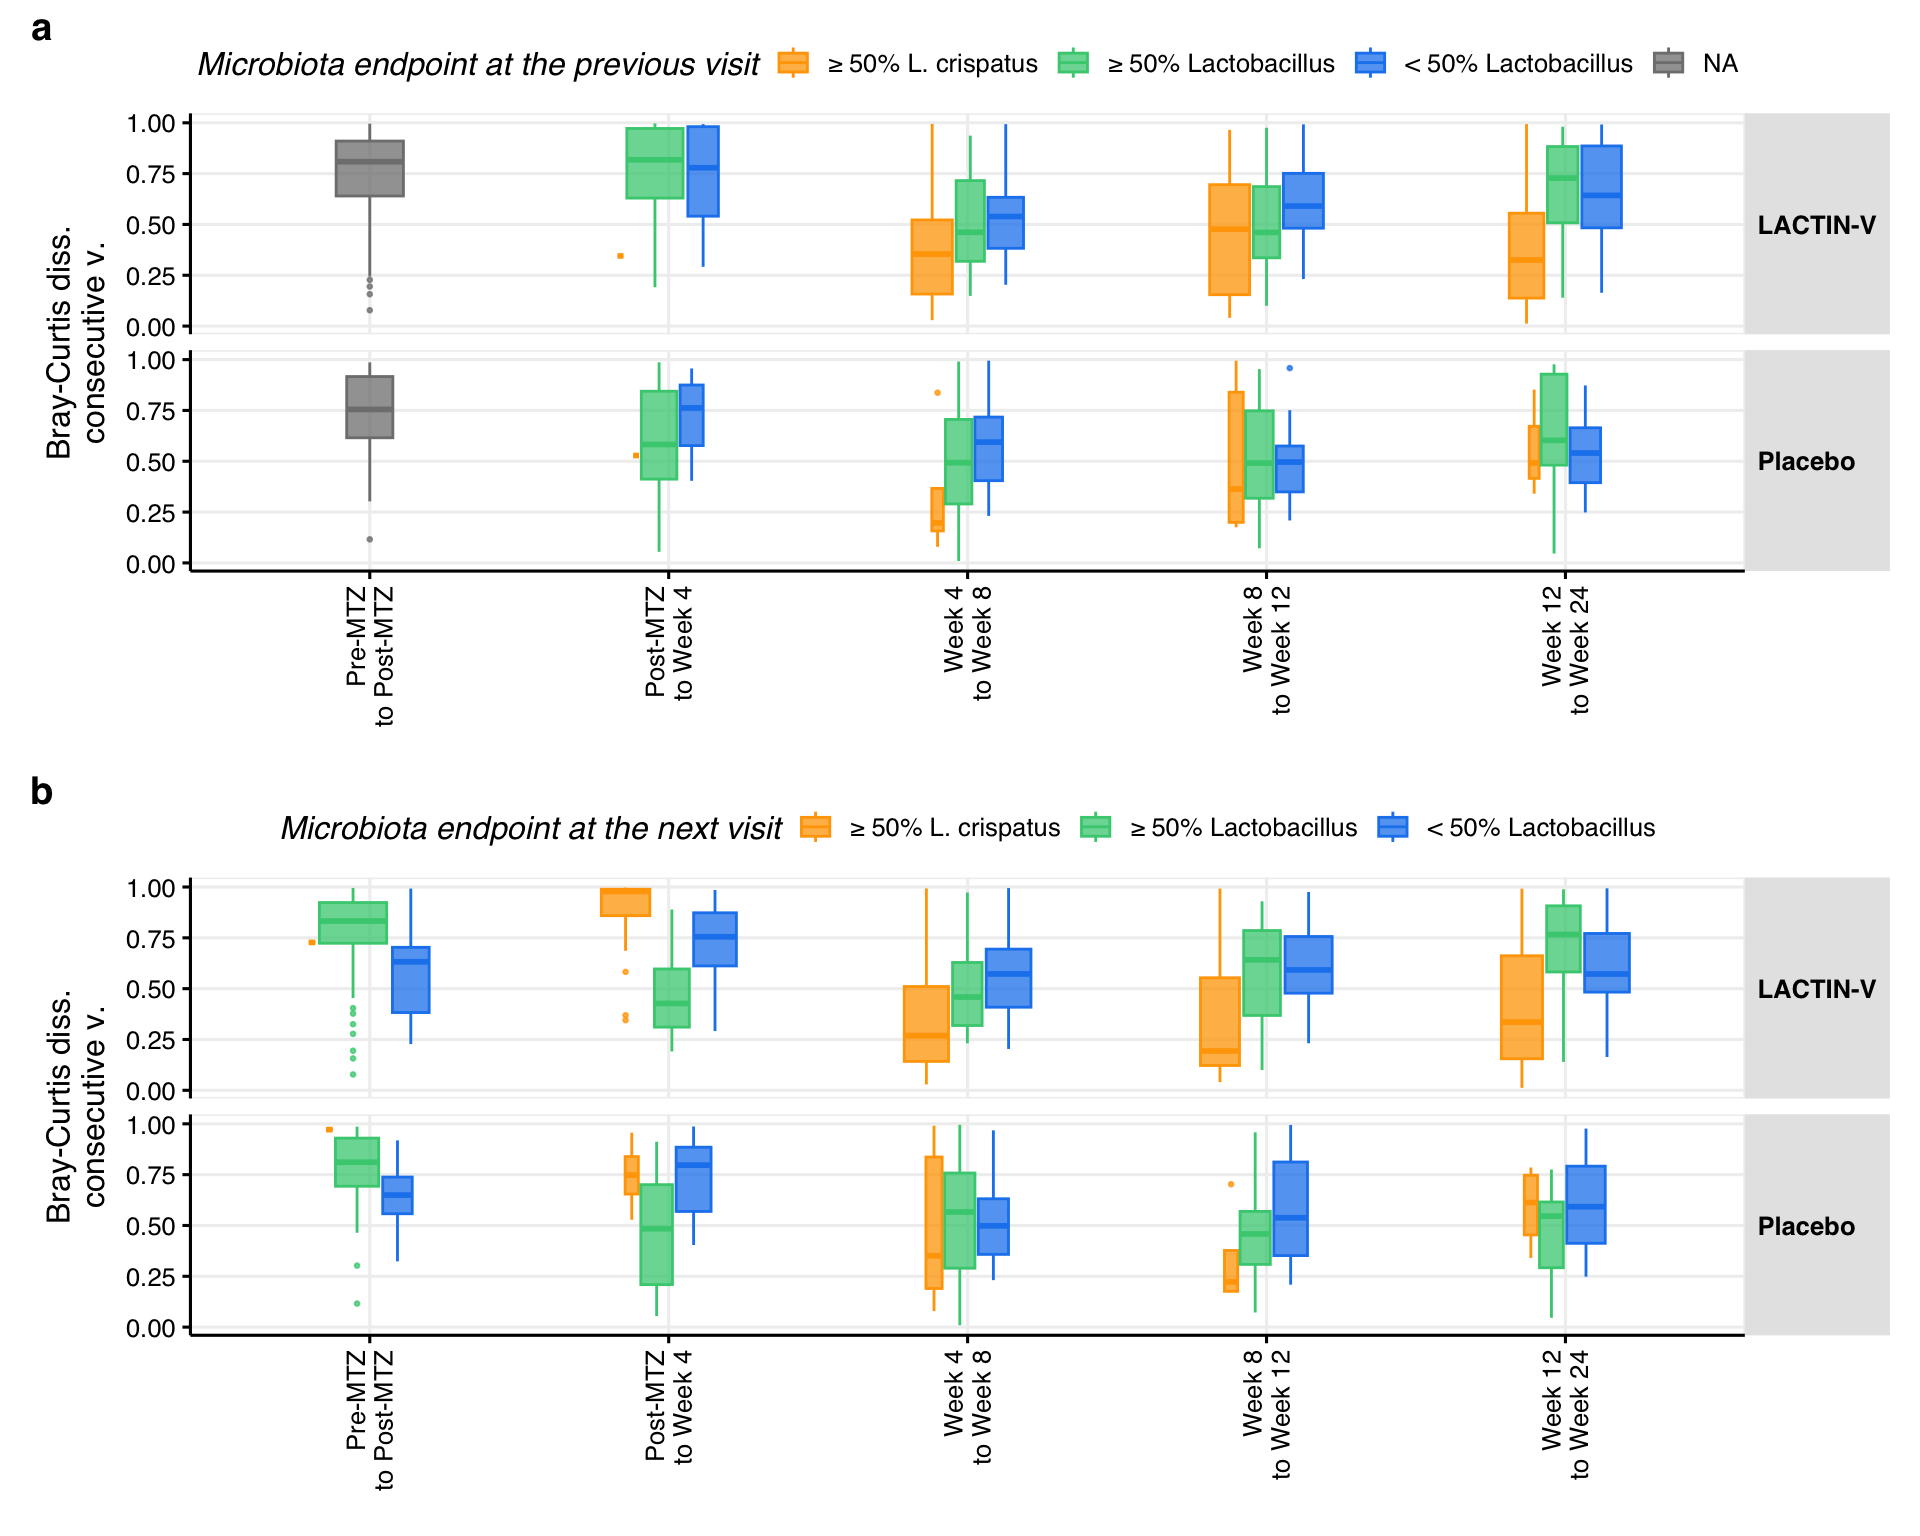 a
Microbiota endpoint at the previous visit ≥ 50% L. crispatus ≥ 50% Lactobacillus < 50% Lactobacillus NA
Bray-Curtis diss.
consecutive v.
1.00
0.75
0.50
0.25
0.00
LACTIN-V
1.00
0.75
0.50
0.25
0.00
Placebo
Pre-MTZ
to Post-MTZ
Post-MTZ
to Week 4
Week 4
to Week 8
Week 8
to Week 12
Week 12
to Week 24
b
Microbiota endpoint at the next visit ≥ 50% L. crispatus ≥ 50% Lactobacillus < 50% Lactobacillus
Bray-Curtis diss.
consecutive v.
1.00
0.75
0.50
0.25
0.00
LACTIN-V
1.00
0.75
0.50
0.25
0.00
Placebo
Pre-MTZ
to Post-MTZ
Post-MTZ
to Week 4
Week 4
to Week 8
Week 8
to Week 12
Week 12
to Week 24